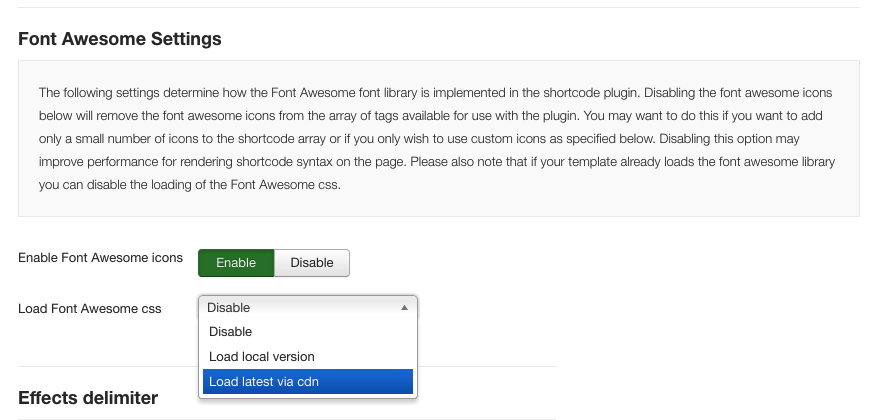 Font Awesome Settings
The following settings determine how the Font Awesome font library is implemented in the shortcode plugin. Disabling the font awesome icons
below will remove the font awesome icons from the array of tags available for use with the plugin. You may want to do this if you want to add
only a small number of icons to the shortcode array or if you only wish to use custom icons as specified below. Disabling this option may
improve performance for rendering shortcode syntax on the page. Please also note that if your template already loads the font awesome library
you can disable the loading of the Font Awesome css.
Enable Font Awesome icons Enable Disable
Load Font Awesome css Disable
Disable
Load local version
Load latest via cdn
Effects delimiter